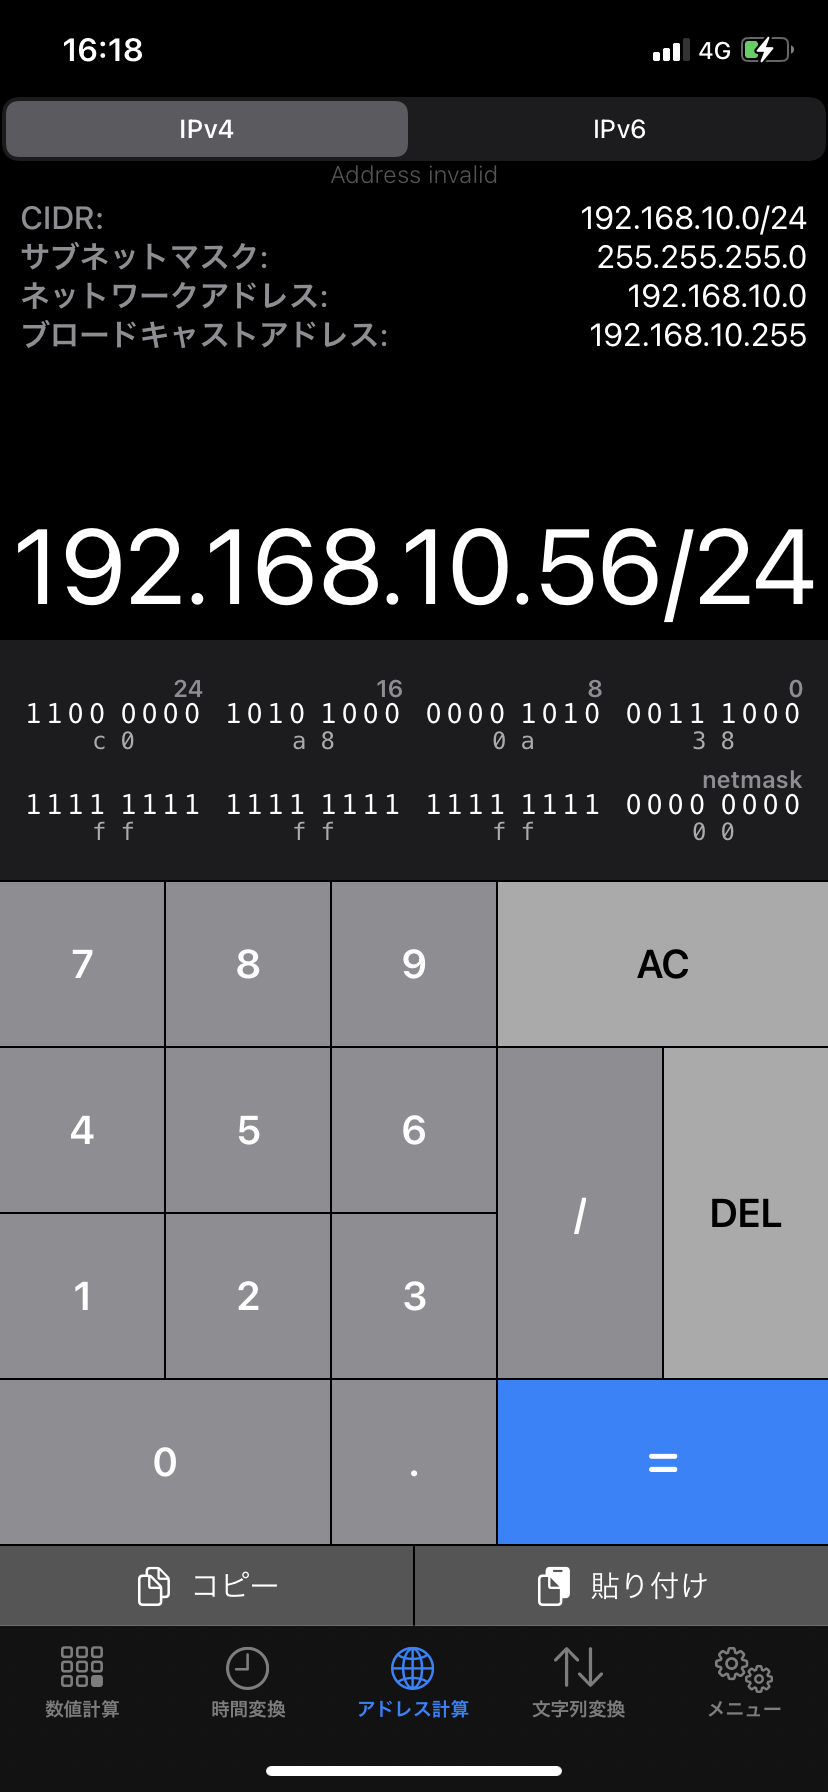 16:18 4G
IPv4 IPv6
Address invalid
CIDR: 192.168.10.0/24
サブネットマスク: 255.255.255.0
ネットワークアドレス: 192.168.10.0
ブロードキャストアドレス: 192.168.10.255
192.168.10.56/24
24 16 8 0
1100 0000 1010 1000 0000 1010 0011 1000
c 0 a 8 0 a 3 8
netmask
1111 1111 1111 1111 1111 1111 0000 0000
f f f f f f 0 0
7 8 9 AC
4 5 6
/ DEL
1 2 3
0 . =
コピー 貼り付け
数値計算 時間変換 アドレス計算 文字列変換 メニュー